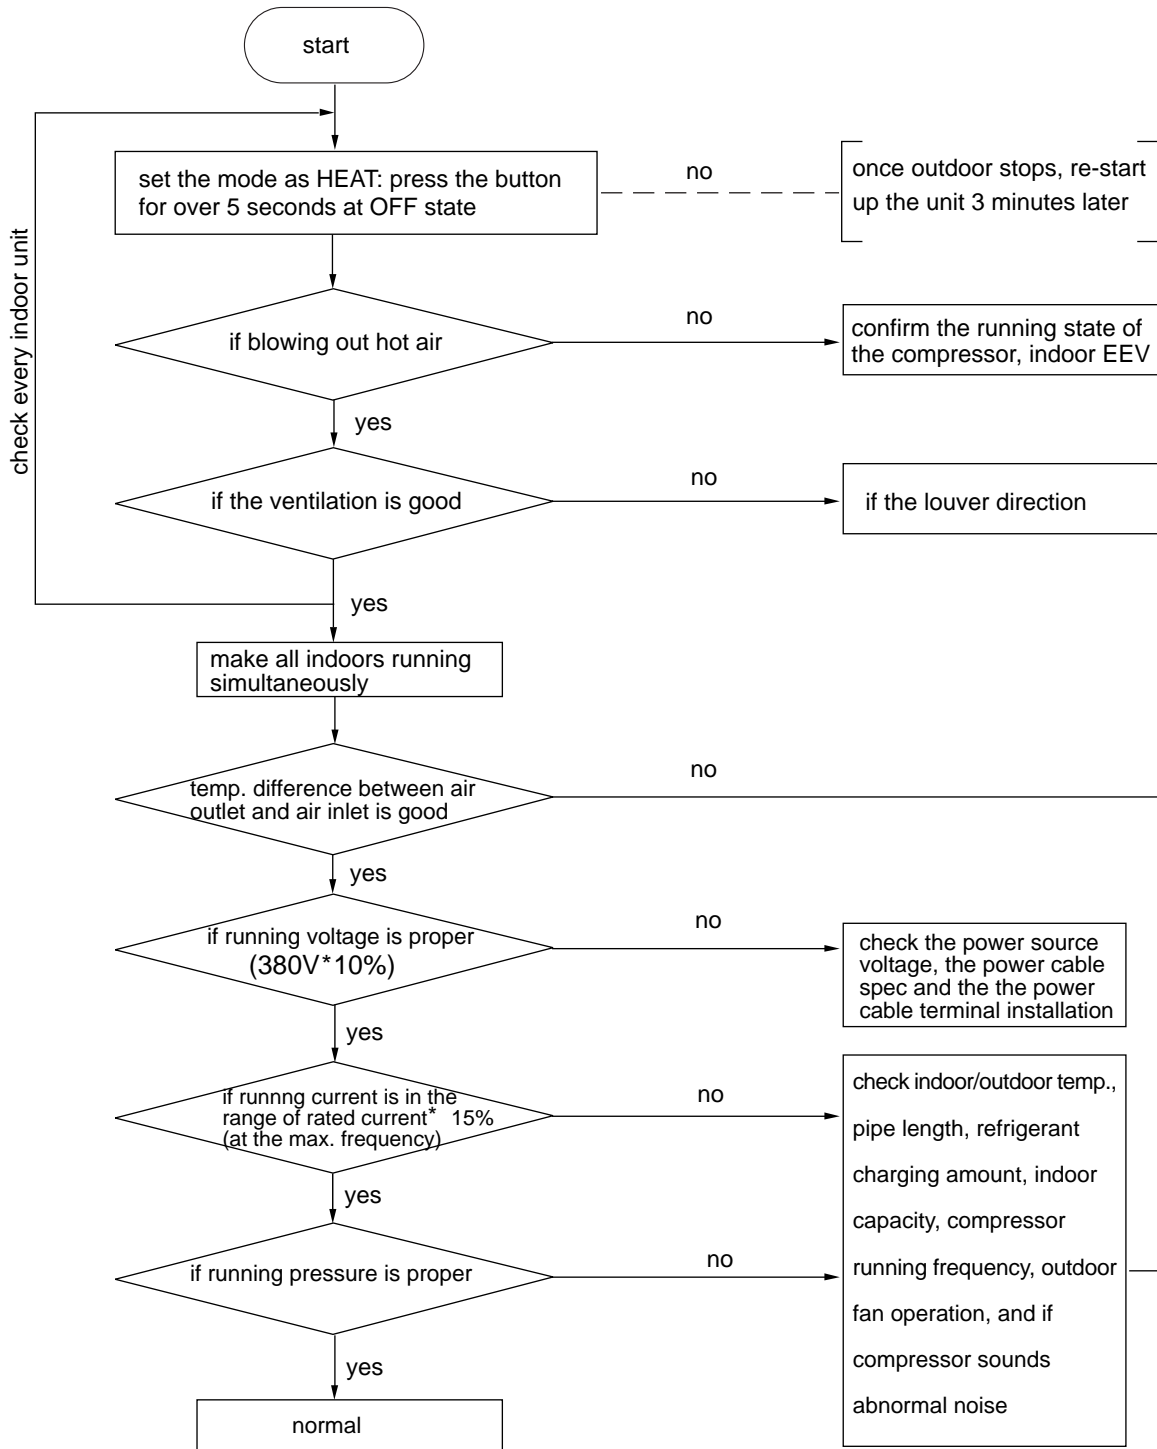 start
set the mode as HEAT: press the button
for over 5 seconds at OFF state
no
once outdoor stops, re-start
up the unit 3 minutes later
check every indoor unit
if blowing out hot air
no
confirm the running state of
the compressor, indoor EEV
yes
if the ventilation is good
no
if the louver direction
yes
make all indoors running
simultaneously
temp. difference between air
outlet and air inlet is good
no
yes
if running voltage is proper
(380V*10%)
no
check the power source
voltage, the power cable
spec and the the power
cable terminal installation
yes
if runnng current is in the
range of rated current* 15%
(at the max. frequency)
no
check indoor/outdoor temp.,
pipe length, refrigerant
charging amount, indoor
capacity, compressor
running frequency, outdoor
fan operation, and if
compressor sounds
abnormal noise
yes
if running pressure is proper
no
yes
normal